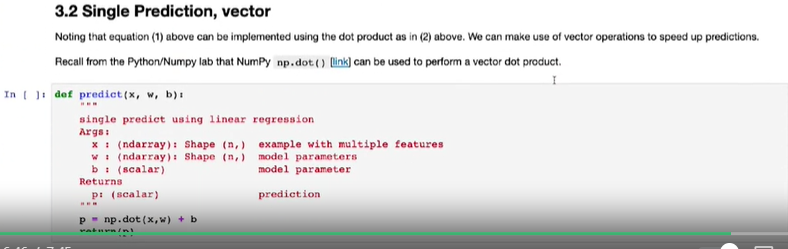 3.2 Single Prediction, vector
Noting that equation (1) above can be implemented using the dot product as in (2) above. We can make use of vector operations to speed up predictions.
Recall from the Python/Numpy lab that NumPy np.dot() [link] can be used to perform a vector dot product.
In [ ]: def predict(x, w, b):
"""
single predict using linear regression
Args:
x : (ndarray): Shape (n,) example with multiple features
w : (ndarray): Shape (n,) model parameters
b : (scalar) model parameter
Returns
p: (scalar) prediction
"""
p = np.dot(x,w) + b
return(p)